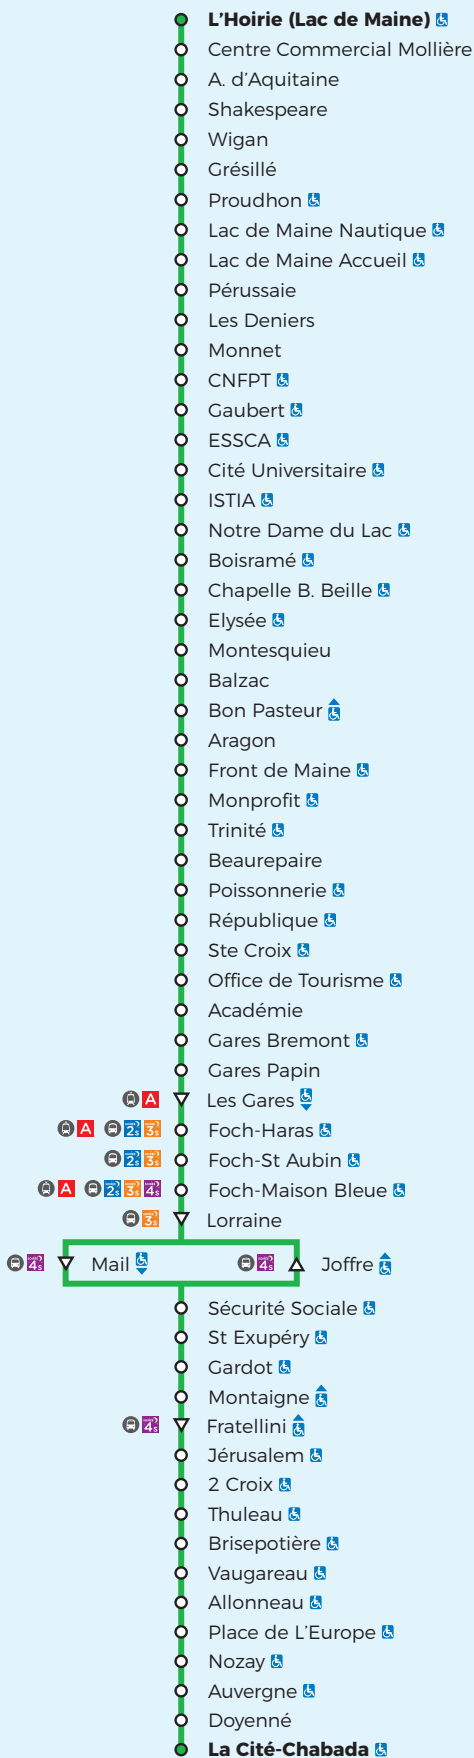 L'Hoirie (Lac de Maine)
Centre Commercial Mollière
A. d'Aquitaine
Shakespeare
Wigan
Grésillé
Proudhon
Lac de Maine Nautique
Lac de Maine Accueil
Pérussaie
Les Deniers
Monnet
CNFPT
Gaubert
ESSCA
Cité Universitaire
ISTIA
Notre Dame du Lac
Boisramé
Chapelle B. Beille
Elysée
Montesquieu
Balzac
Bon Pasteur
Aragon
Front de Maine
Monprofit
Trinité
Beaurepaire
Poissonnerie
République
Ste Croix
Office de Tourisme
Académie
Gares Bremont
Gares Papin
A Les Gares
A 2s 3s Foch-Haras
2s 3s Foch-St Aubin
A 2s 3s 4s Foch-Maison Bleue
3s Lorraine
4s Mail 4s Joffre
Sécurité Sociale
St Exupéry
Gardot
Montaigne
4s Fratellini
Jérusalem
2 Croix
Thuleau
Brisepotière
Vaugareau
Allonneau
Place de L'Europe
Nozay
Auvergne
Doyenné
La Cité-Chabada